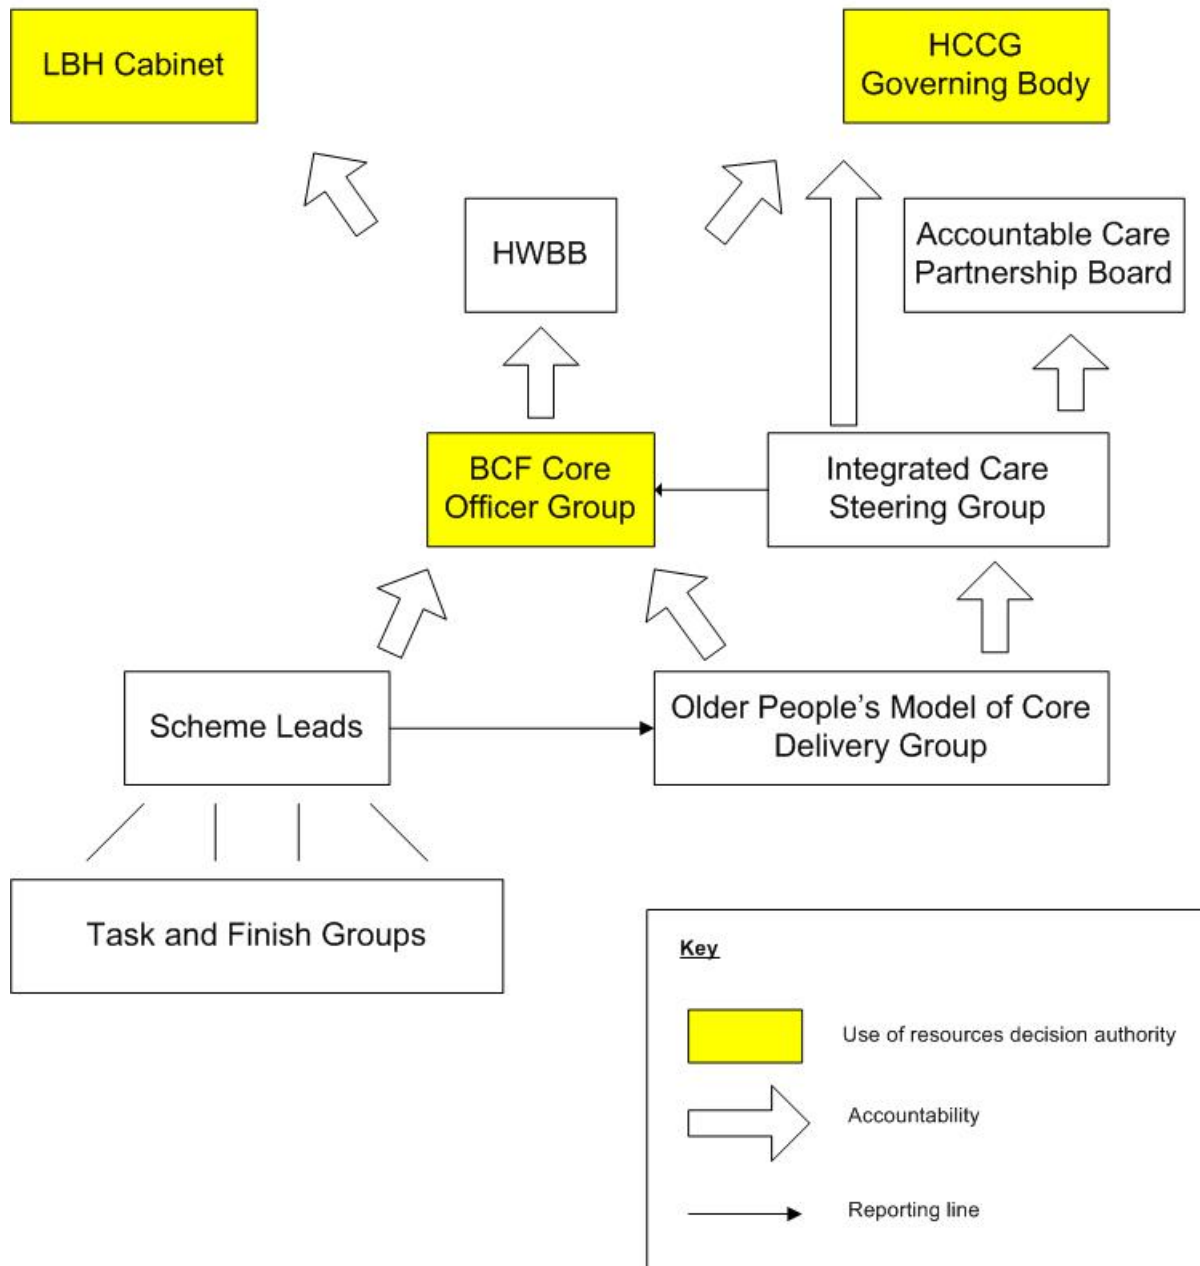 LBH Cabinet
HCCG
Governing Body
HWBB
Accountable Care
Partnership Board
BCF Core
Officer Group
Integrated Care
Steering Group
Scheme Leads
Older People's Model of Core
Delivery Group
Task and Finish Groups
Key
Use of resources decision authority
Accountability
Reporting line